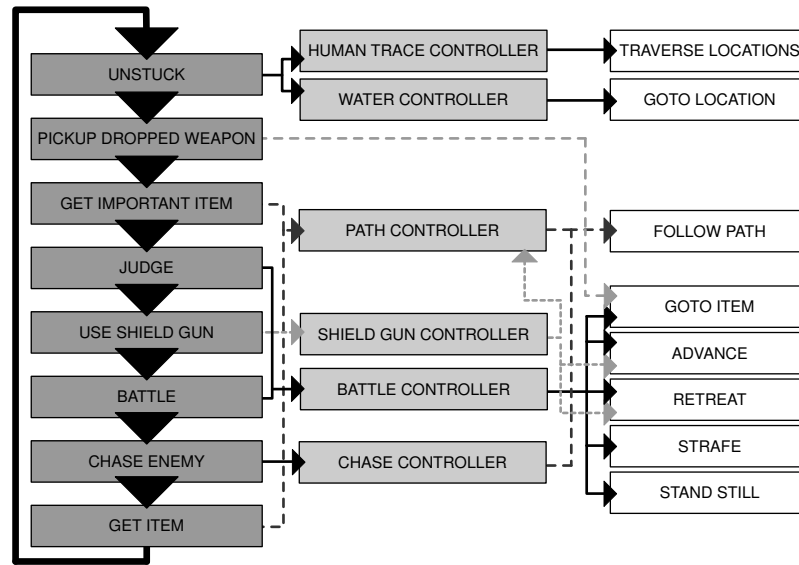 UNSTUCK
PICKUP DROPPED WEAPON
GET IMPORTANT ITEM
JUDGE
USE SHIELD GUN
BATTLE
CHASE ENEMY
GET ITEM
HUMAN TRACE CONTROLLER
WATER CONTROLLER
PATH CONTROLLER
SHIELD GUN CONTROLLER
BATTLE CONTROLLER
CHASE CONTROLLER
TRAVERSE LOCATIONS
GOTO LOCATION
FOLLOW PATH
GOTO ITEM
ADVANCE
RETREAT
STRAFE
STAND STILL